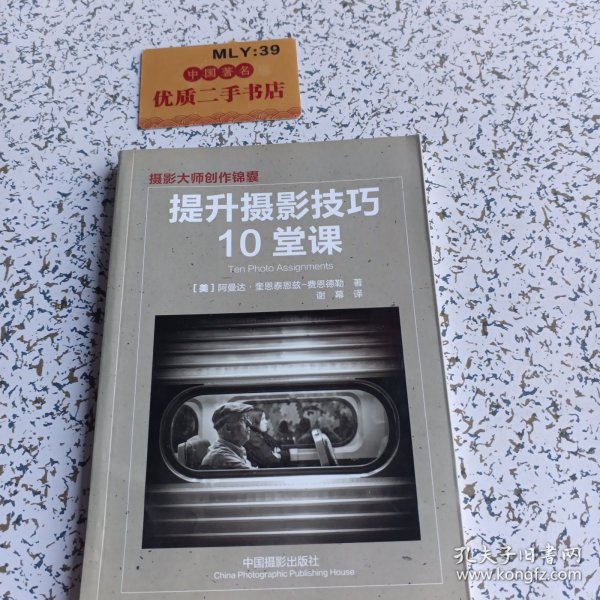 MLY:39
中国著名
优质二手书店
摄影大师创作锦囊
提升摄影技巧
10堂课
Ten Photo Assignments
[美]阿曼达·奎恩泰恩兹-费恩德勒 著
谢幕 译
中国摄影出版社
China Photographic Publishing House
孔夫子旧书网
www.kongfz.com